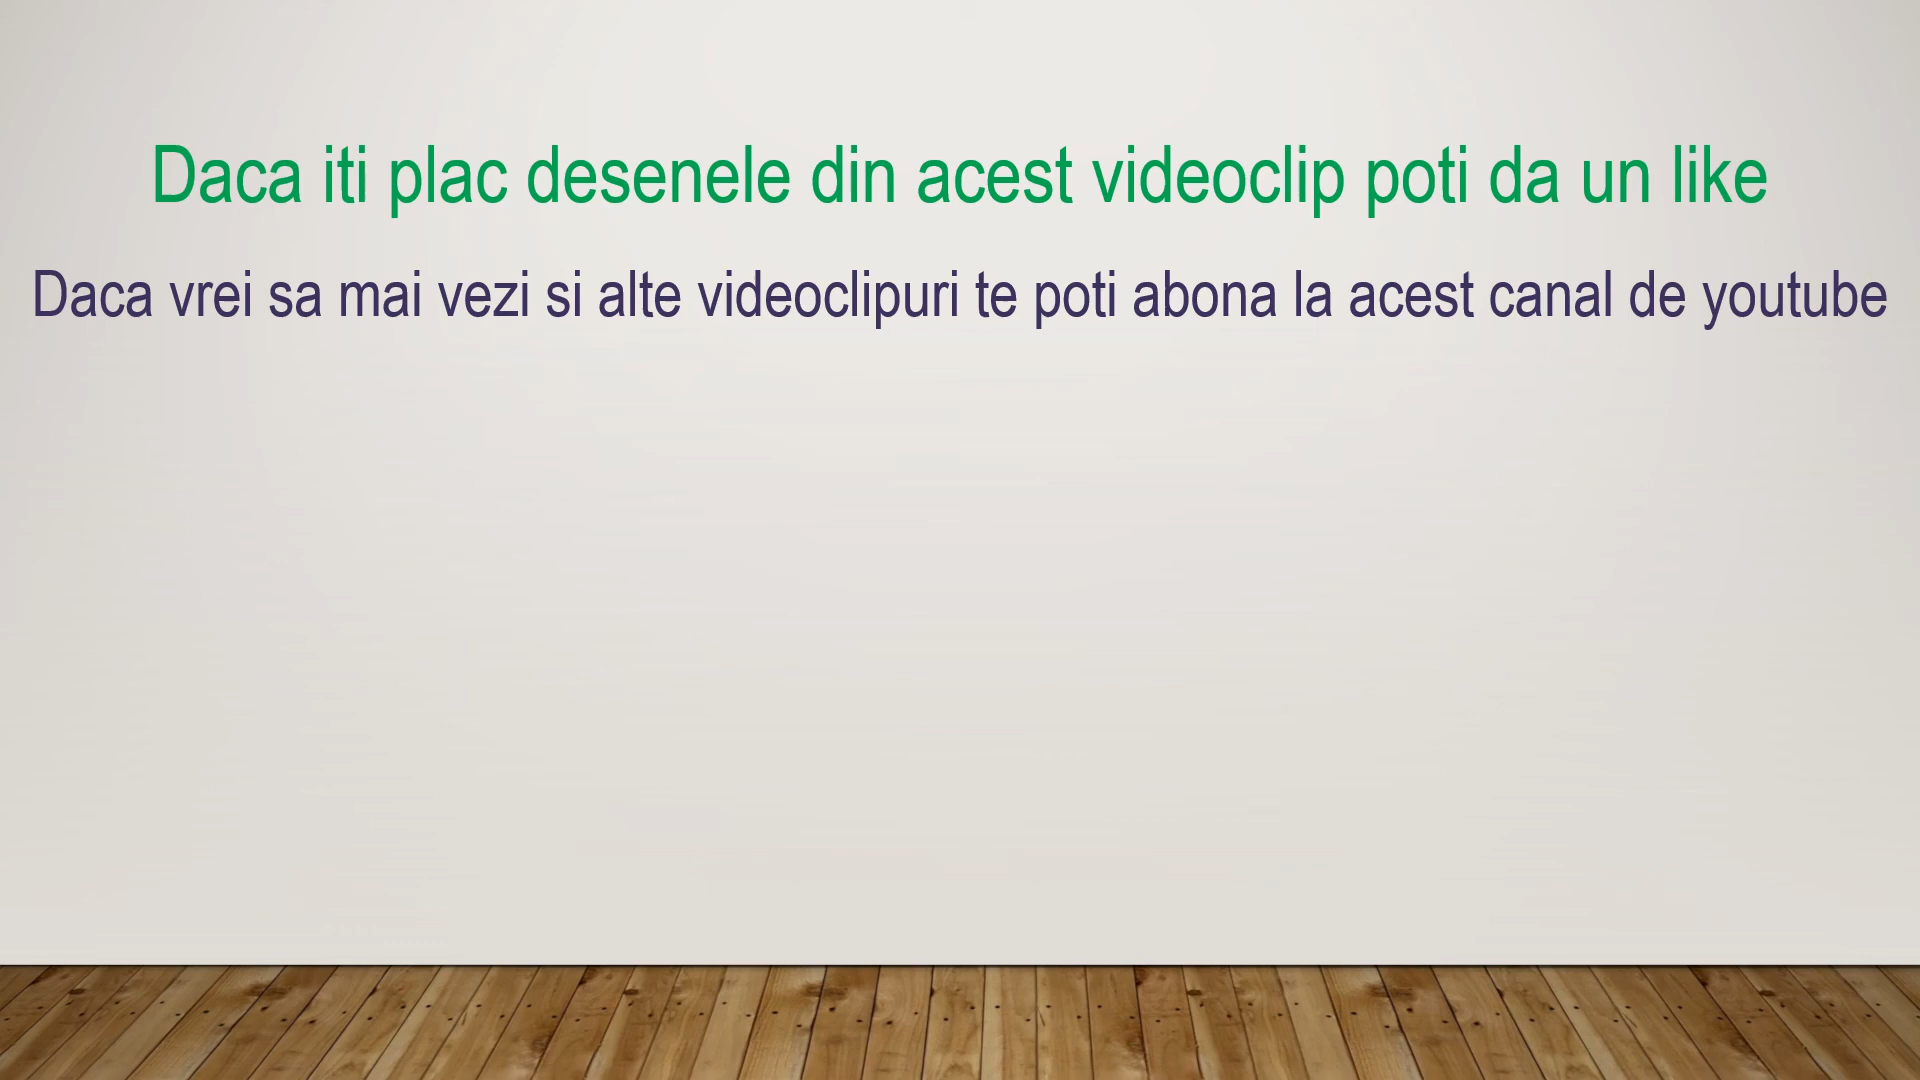 Daca iti plac desenele din acest videoclip poti da un like
Daca vrei sa mai vezi si alte videoclipuri te poti abona la acest canal de youtube